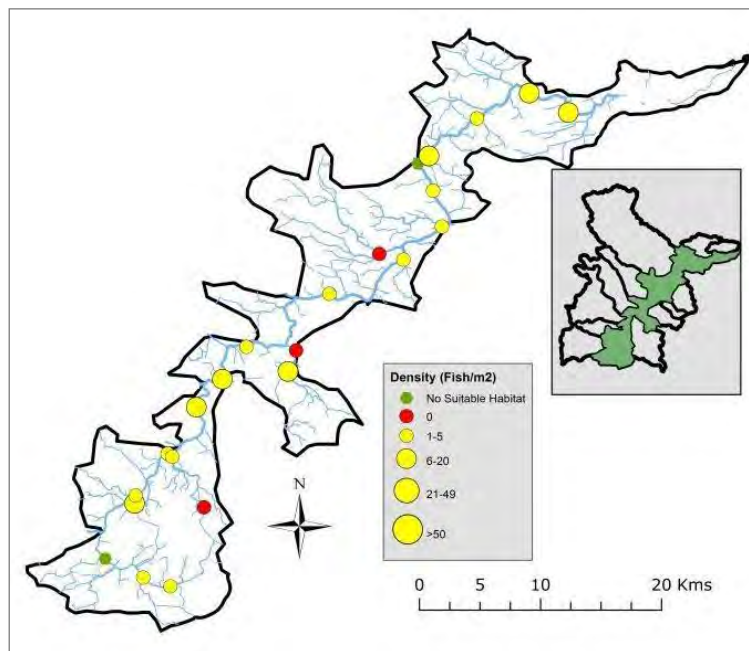 N
Density (Fish/m2)
No Suitable Habitat
0
1-5
6-20
21-49
>50
0 5 10 20 Kms